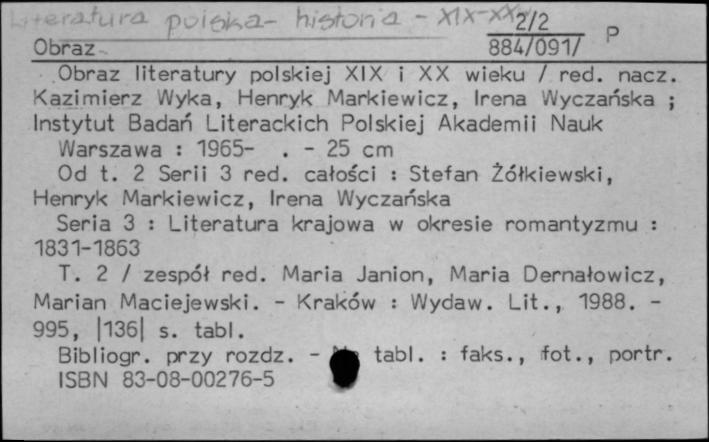 Literatura polska - historia - XIX-XXw
2/2
Obraz
884/091/ P
Obraz literatury polskiej XIX i XX wieku / red. nacz.
Kazimierz Wyka, Henryk Markiewicz, Irena Wyczańska ;
Instytut Badań Literackich Polskiej Akademii Nauk
Warszawa : 1965- . - 25 cm
Od t. 2 Serii 3 red. całości : Stefan Żółkiewski,
Henryk Markiewicz, Irena Wyczańska
Seria 3 : Literatura krajowa w okresie romantyzmu :
1831-1863
T. 2 / zespół red. Maria Janion, Maria Dernałowicz,
Marian Maciejewski. - Kraków : Wydaw. Lit., 1988. -
995, |136| s. tabl.
Bibliogr. przy rozdz. - tabl. : faks., fot., portr.
ISBN 83-08-00276-5